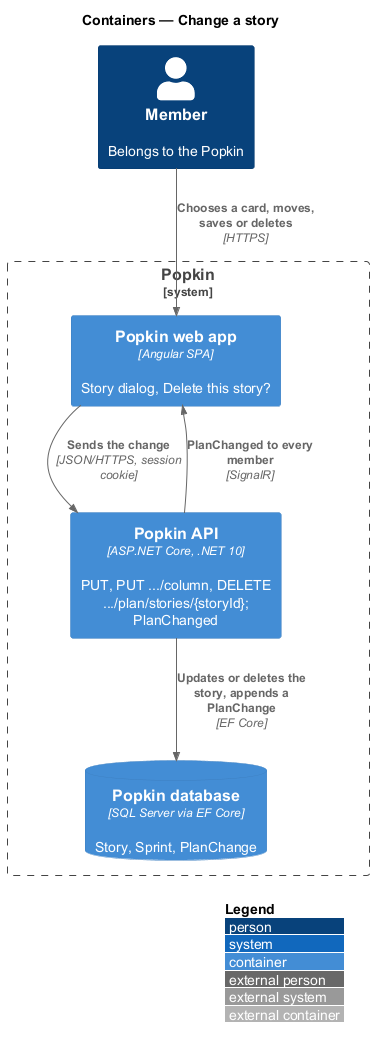 Containers — Change a story
Member
Belongs to the Popkin
Chooses a card, moves,
saves or deletes
[HTTPS]
Popkin
[system]
Popkin web app
[Angular SPA]
Story dialog, Delete this story?
Sends the change
[JSON/HTTPS, session
cookie]
PlanChanged to every
member
[SignalR]
Popkin API
[ASP.NET Core, .NET 10]
PUT, PUT .../column, DELETE
.../plan/stories/{storyId};
PlanChanged
Updates or deletes the
story, appends a
PlanChange
[EF Core]
Popkin database
[SQL Server via EF Core]
Story, Sprint, PlanChange
Legend
person
system
container
external person
external system
external container